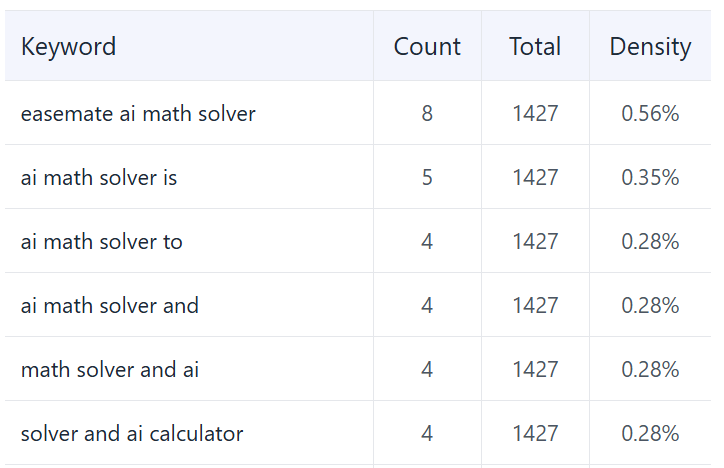 Keyword Count Total Density
easemate ai math solver 8 1427 0.56%
ai math solver is 5 1427 0.35%
ai math solver to 4 1427 0.28%
ai math solver and 4 1427 0.28%
math solver and ai 4 1427 0.28%
solver and ai calculator 4 1427 0.28%